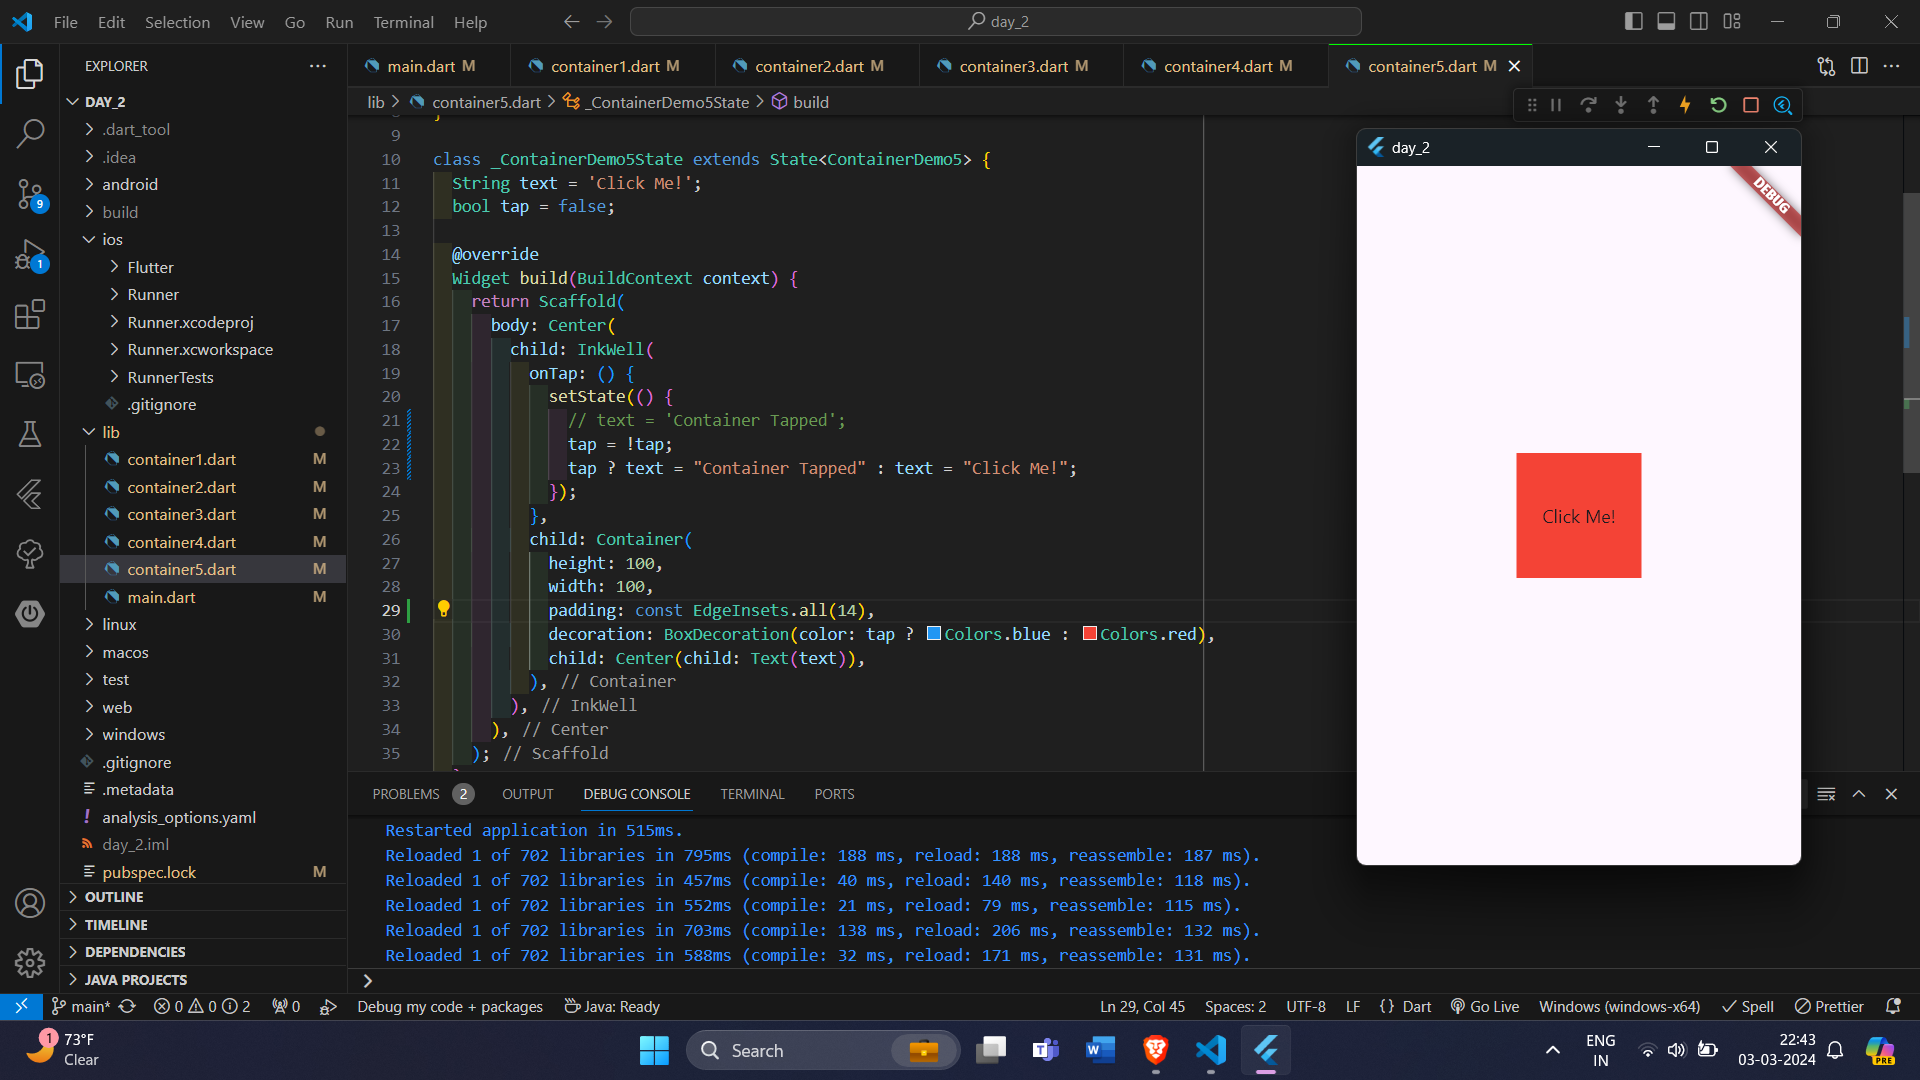 File Edit Selection View Go Run Terminal Help
day_2
EXPLORER
main.dart M
container1.dart M
container2.dart M
container3.dart M
container4.dart M
container5.dart M
DAY_2
lib > container5.dart > _ContainerDemo5State > build
.dart_tool
.idea
android
build
ios
Flutter
Runner
Runner.xcodeproj
Runner.xcworkspace
RunnerTests
.gitignore
lib
container1.dart M
container2.dart M
container3.dart M
container4.dart M
container5.dart M
main.dart M
linux
macos
test
web
windows
.gitignore
.metadata
analysis_options.yaml
day_2.iml
pubspec.lock M
OUTLINE
TIMELINE
DEPENDENCIES
JAVA PROJECTS
9
1
9
10 class _ContainerDemo5State extends State<ContainerDemo5> {
11 String text = 'Click Me!';
12 bool tap = false;
13
14 @override
15 Widget build(BuildContext context) {
16 return Scaffold(
17 body: Center(
18 child: InkWell(
19 onTap: () {
20 setState(() {
21 // text = 'Container Tapped';
22 tap = !tap;
23 tap ? text = "Container Tapped" : text = "Click Me!";
24 });
25 },
26 child: Container(
27 height: 100,
28 width: 100,
29 padding: const EdgeInsets.all(14),
30 decoration: BoxDecoration(color: tap ? Colors.blue : Colors.red),
31 child: Center(child: Text(text)),
32 ), // Container
33 ), // InkWell
34 ), // Center
35 ); // Scaffold
day_2
DEBUG
Click Me!
PROBLEMS 2 OUTPUT DEBUG CONSOLE TERMINAL PORTS
Restarted application in 515ms.
Reloaded 1 of 702 libraries in 795ms (compile: 188 ms, reload: 188 ms, reassemble: 187 ms).
Reloaded 1 of 702 libraries in 457ms (compile: 40 ms, reload: 140 ms, reassemble: 118 ms).
Reloaded 1 of 702 libraries in 552ms (compile: 21 ms, reload: 79 ms, reassemble: 115 ms).
Reloaded 1 of 702 libraries in 703ms (compile: 138 ms, reload: 206 ms, reassemble: 132 ms).
Reloaded 1 of 702 libraries in 588ms (compile: 32 ms, reload: 171 ms, reassemble: 131 ms).
main* 0 0 2 0 Debug my code + packages Java: Ready Ln 29, Col 45 Spaces: 2 UTF-8 LF {} Dart Go Live Windows (windows-x64) Spell Prettier
1
73°F
Clear
Search
T
W
ENG
IN
22:43
03-03-2024
PRE